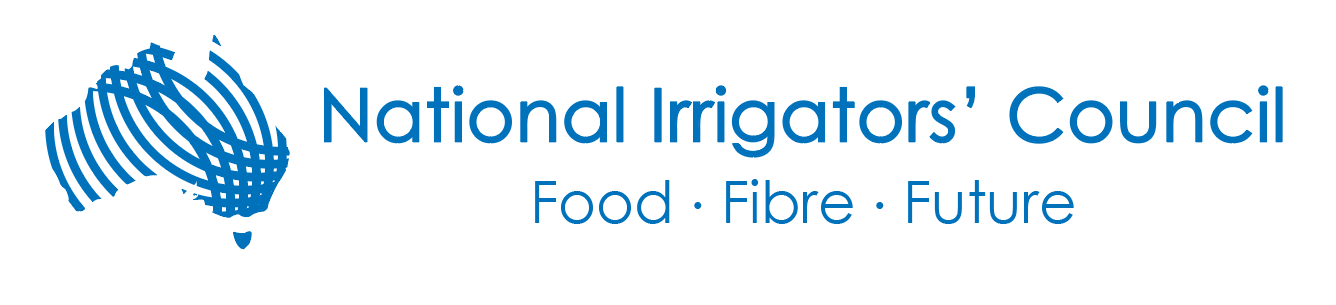 National Irrigators’ Council
Food · Fibre · Future